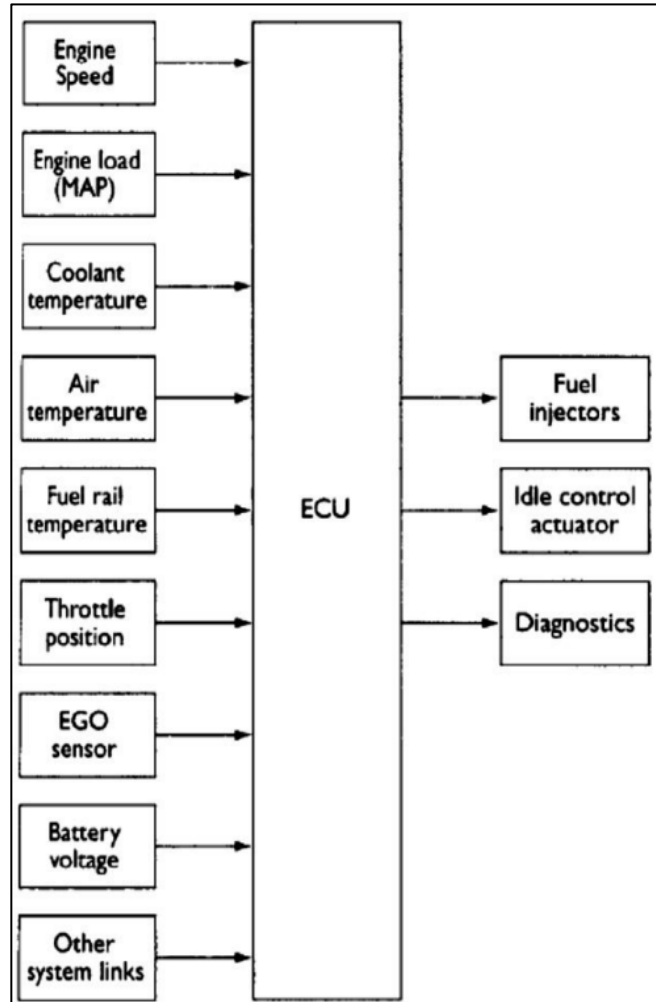 Engine
Speed
Engine load
(MAP)
Coolant
temperature
Air
temperature
Fuel rail
temperature
Throttle
position
EGO
sensor
Battery
voltage
Other
system links
ECU
Fuel
injectors
Idle control
actuator
Diagnostics